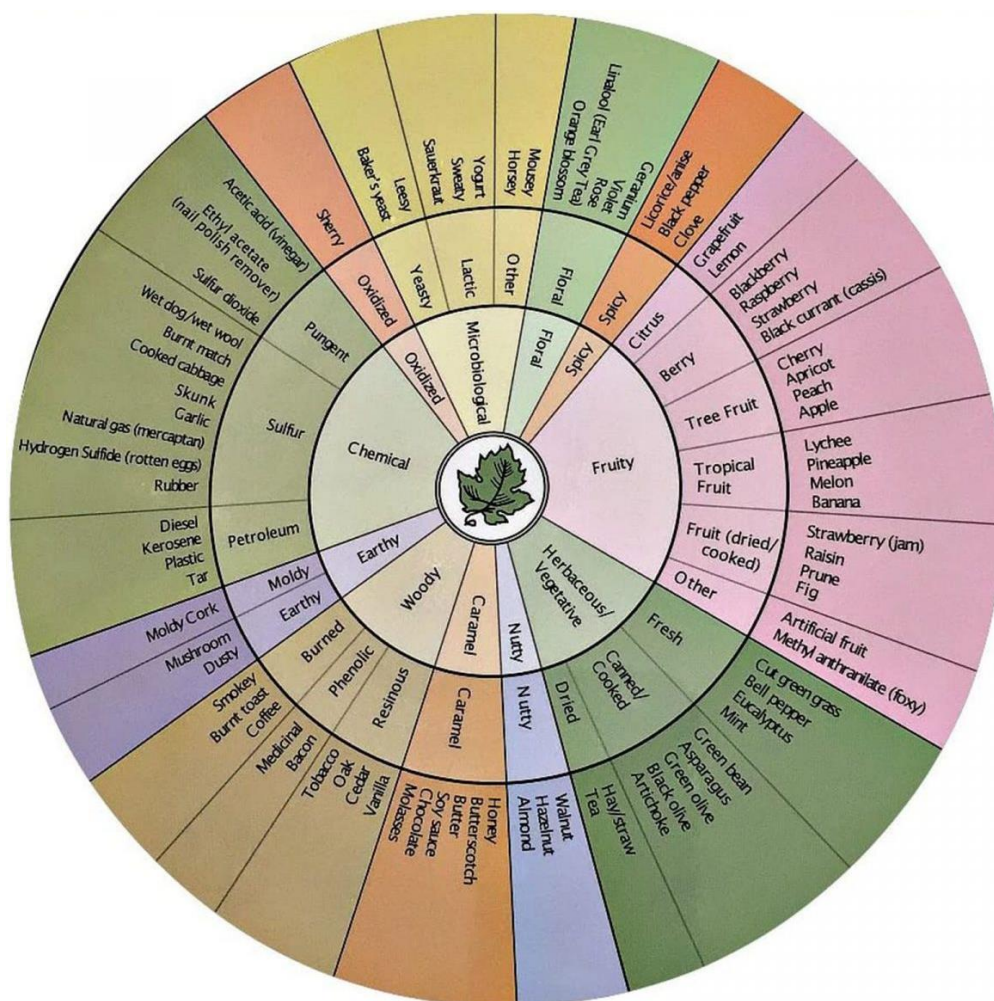 Fruity
Citrus
Grapefruit
Lemon
Berry
Blackberry
Raspberry
Strawberry
Black currant (cassis)
Tree Fruit
Cherry
Apricot
Peach
Apple
Tropical
Fruit
Lychee
Pineapple
Melon
Banana
Fruit (dried/
cooked)
Strawberry (jam)
Raisin
Prune
Fig
Other
Artificial fruit
Methyl anthranilate (foxy)
Herbaceous/
Vegetative
Fresh
Cut green grass
Bell pepper
Eucalyptus
Mint
Canned/
Cooked
Green bean
Asparagus
Green olive
Black olive
Artichoke
Dried
Hay/straw
Tea
Nutty
Nutty
Walnut
Hazelnut
Almond
Caramel
Caramel
Honey
Butterscotch
Butter
Soy sauce
Chocolate
Molasses
Woody
Resinous
Vanilla
Cedar
Oak
Tobacco
Phenolic
Bacon
Medicinal
Burned
Coffee
Burnt toast
Smokey
Earthy
Earthy
Dusty
Mushroom
Moldy
Moldy Cork
Chemical
Petroleum
Tar
Plastic
Kerosene
Diesel
Sulfur
Rubber
Hydrogen Sulfide (rotten eggs)
Natural gas (mercaptan)
Garlic
Skunk
Cooked cabbage
Burnt match
Wet dog/wet wool
Pungent
Sulfur dioxide
Ethyl acetate
(nail polish remover)
Acetic acid (vinegar)
Oxidized
Oxidized
Sherry
Microbiological
Yeasty
Baker's yeast
Leesy
Lactic
Sauerkraut
Sweaty
Yogurt
Other
Horsey
Mousey
Floral
Floral
Orange blossom
Linalool (Earl Grey Tea)
Rose
Violet
Geranium
Spicy
Spicy
Licorice/anise
Black pepper
Clove